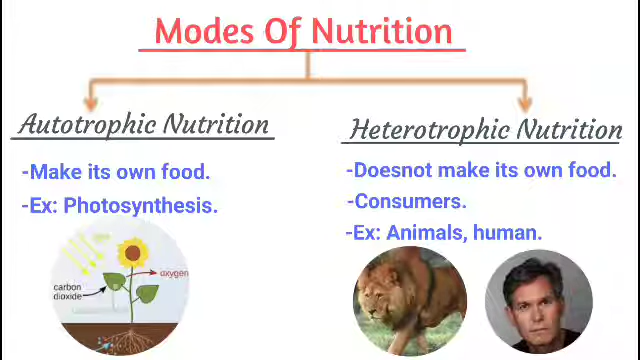 Modes Of Nutrition
Autotrophic Nutrition
-Make its own food.
-Ex: Photosynthesis.
carbon
dioxide
oxygen
Heterotrophic Nutrition
-Doesnot make its own food.
-Consumers.
-Ex: Animals, human.